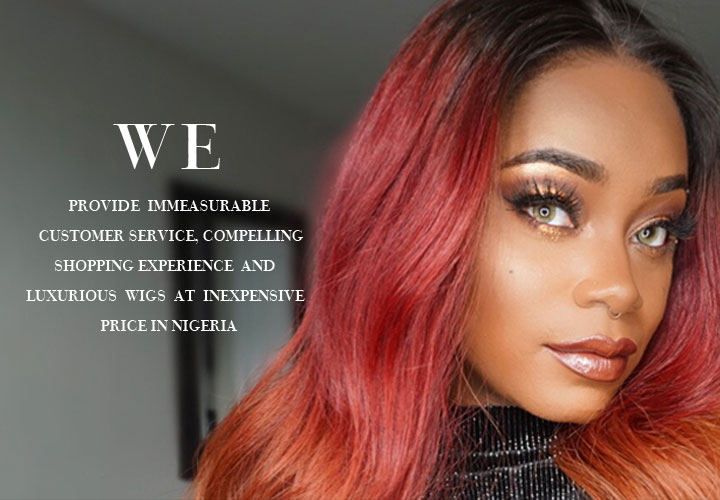 WE
PROVIDE IMMEASURABLE
CUSTOMER SERVICE, COMPELLING
SHOPPING EXPERIENCE AND
LUXURIOUS WIGS AT INEXPENSIVE
PRICE IN NIGERIA